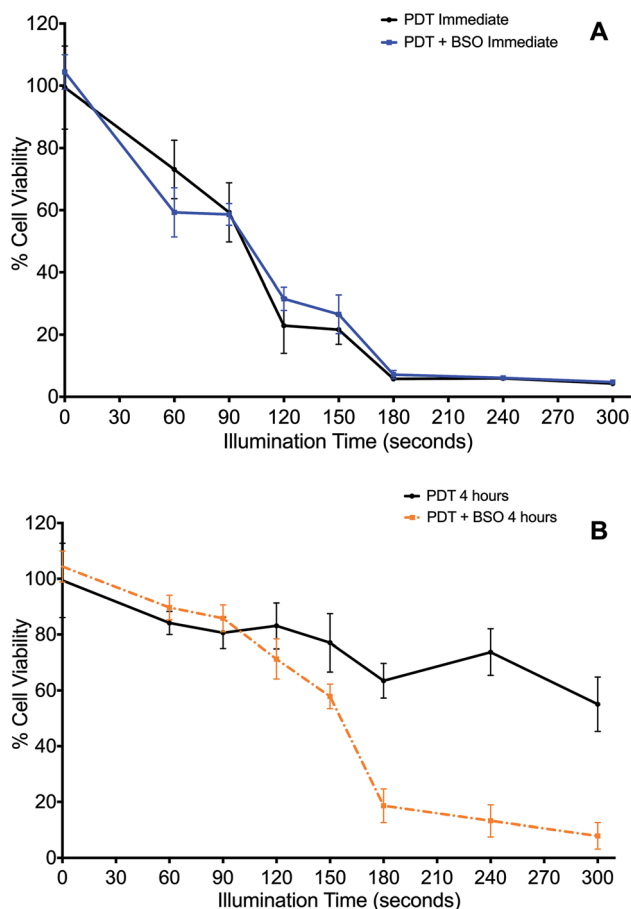 PDT Immediate
PDT + BSO Immediate
A
120
100
80
60
40
20
0
% Cell Viability
0 30 60 90 120 150 180 210 240 270 300
Illumination Time (seconds)
PDT 4 hours
PDT + BSO 4 hours
B
120
100
80
60
40
20
0
% Cell Viability
0 30 60 90 120 150 180 210 240 270 300
Illumination Time (seconds)